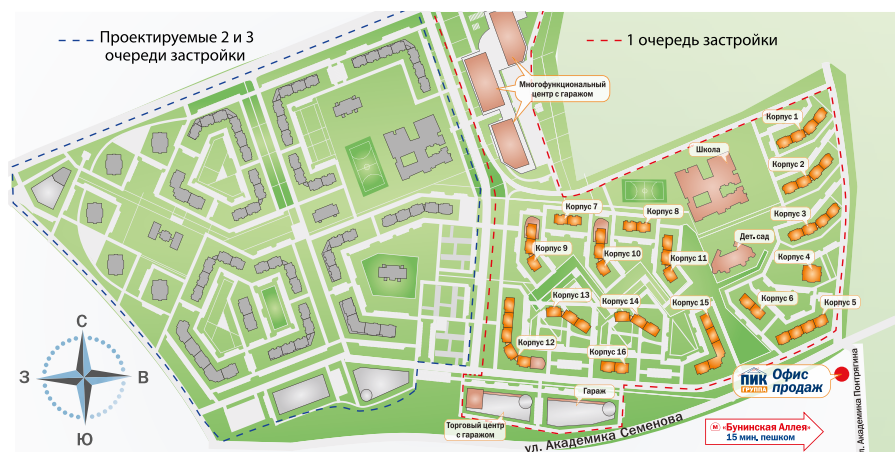 Проектируемые 2 и 3
очереди застройки
1 очередь застройки
Многофункциональный
центр с гаражом
Корпус 1
Школа
Корпус 2
Корпус 7
Корпус 8
Корпус 3
Дет. сад
Корпус 9
Корпус 10
Корпус 11
Корпус 4
Корпус 13
Корпус 14
Корпус 15
Корпус 6
Корпус 5
Корпус 12
Корпус 16
С
З
В
Ю
ПИК
ГРУППА
Офис
продаж
Гараж
Торговый центр
с гаражом
ул. Академика Семенова
ул. Академика Понтрягина
м «Бунинская Аллея»
15 мин. пешком